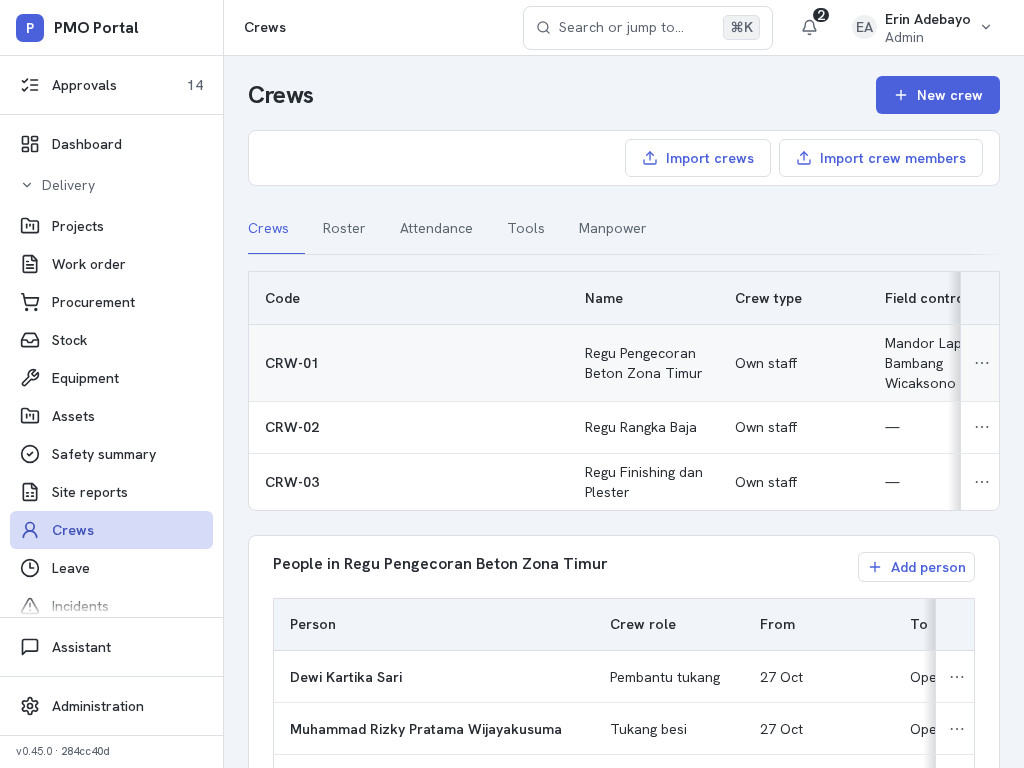 P PMO Portal
Crews
Search or jump to...
⌘K
2
EA
Erin Adebayo
Admin
Approvals 14
Dashboard
Delivery
Projects
Work order
Procurement
Stock
Equipment
Assets
Safety summary
Site reports
Crews
Leave
Incidents
Assistant
Administration
v0.45.0 · 284cc40d
Crews
New crew
Import crews
Import crew members
Crews Roster Attendance Tools Manpower
Code Name Crew type Field contro
CRW-01
Regu Pengecoran
Beton Zona Timur
Own staff
Mandor Lap
Bambang
Wicaksono
CRW-02 Regu Rangka Baja Own staff —
CRW-03
Regu Finishing dan
Plester
Own staff —
People in Regu Pengecoran Beton Zona Timur
Add person
Person Crew role From To
Dewi Kartika Sari Pembantu tukang 27 Oct Ope
Muhammad Rizky Pratama Wijayakusuma Tukang besi 27 Oct Ope